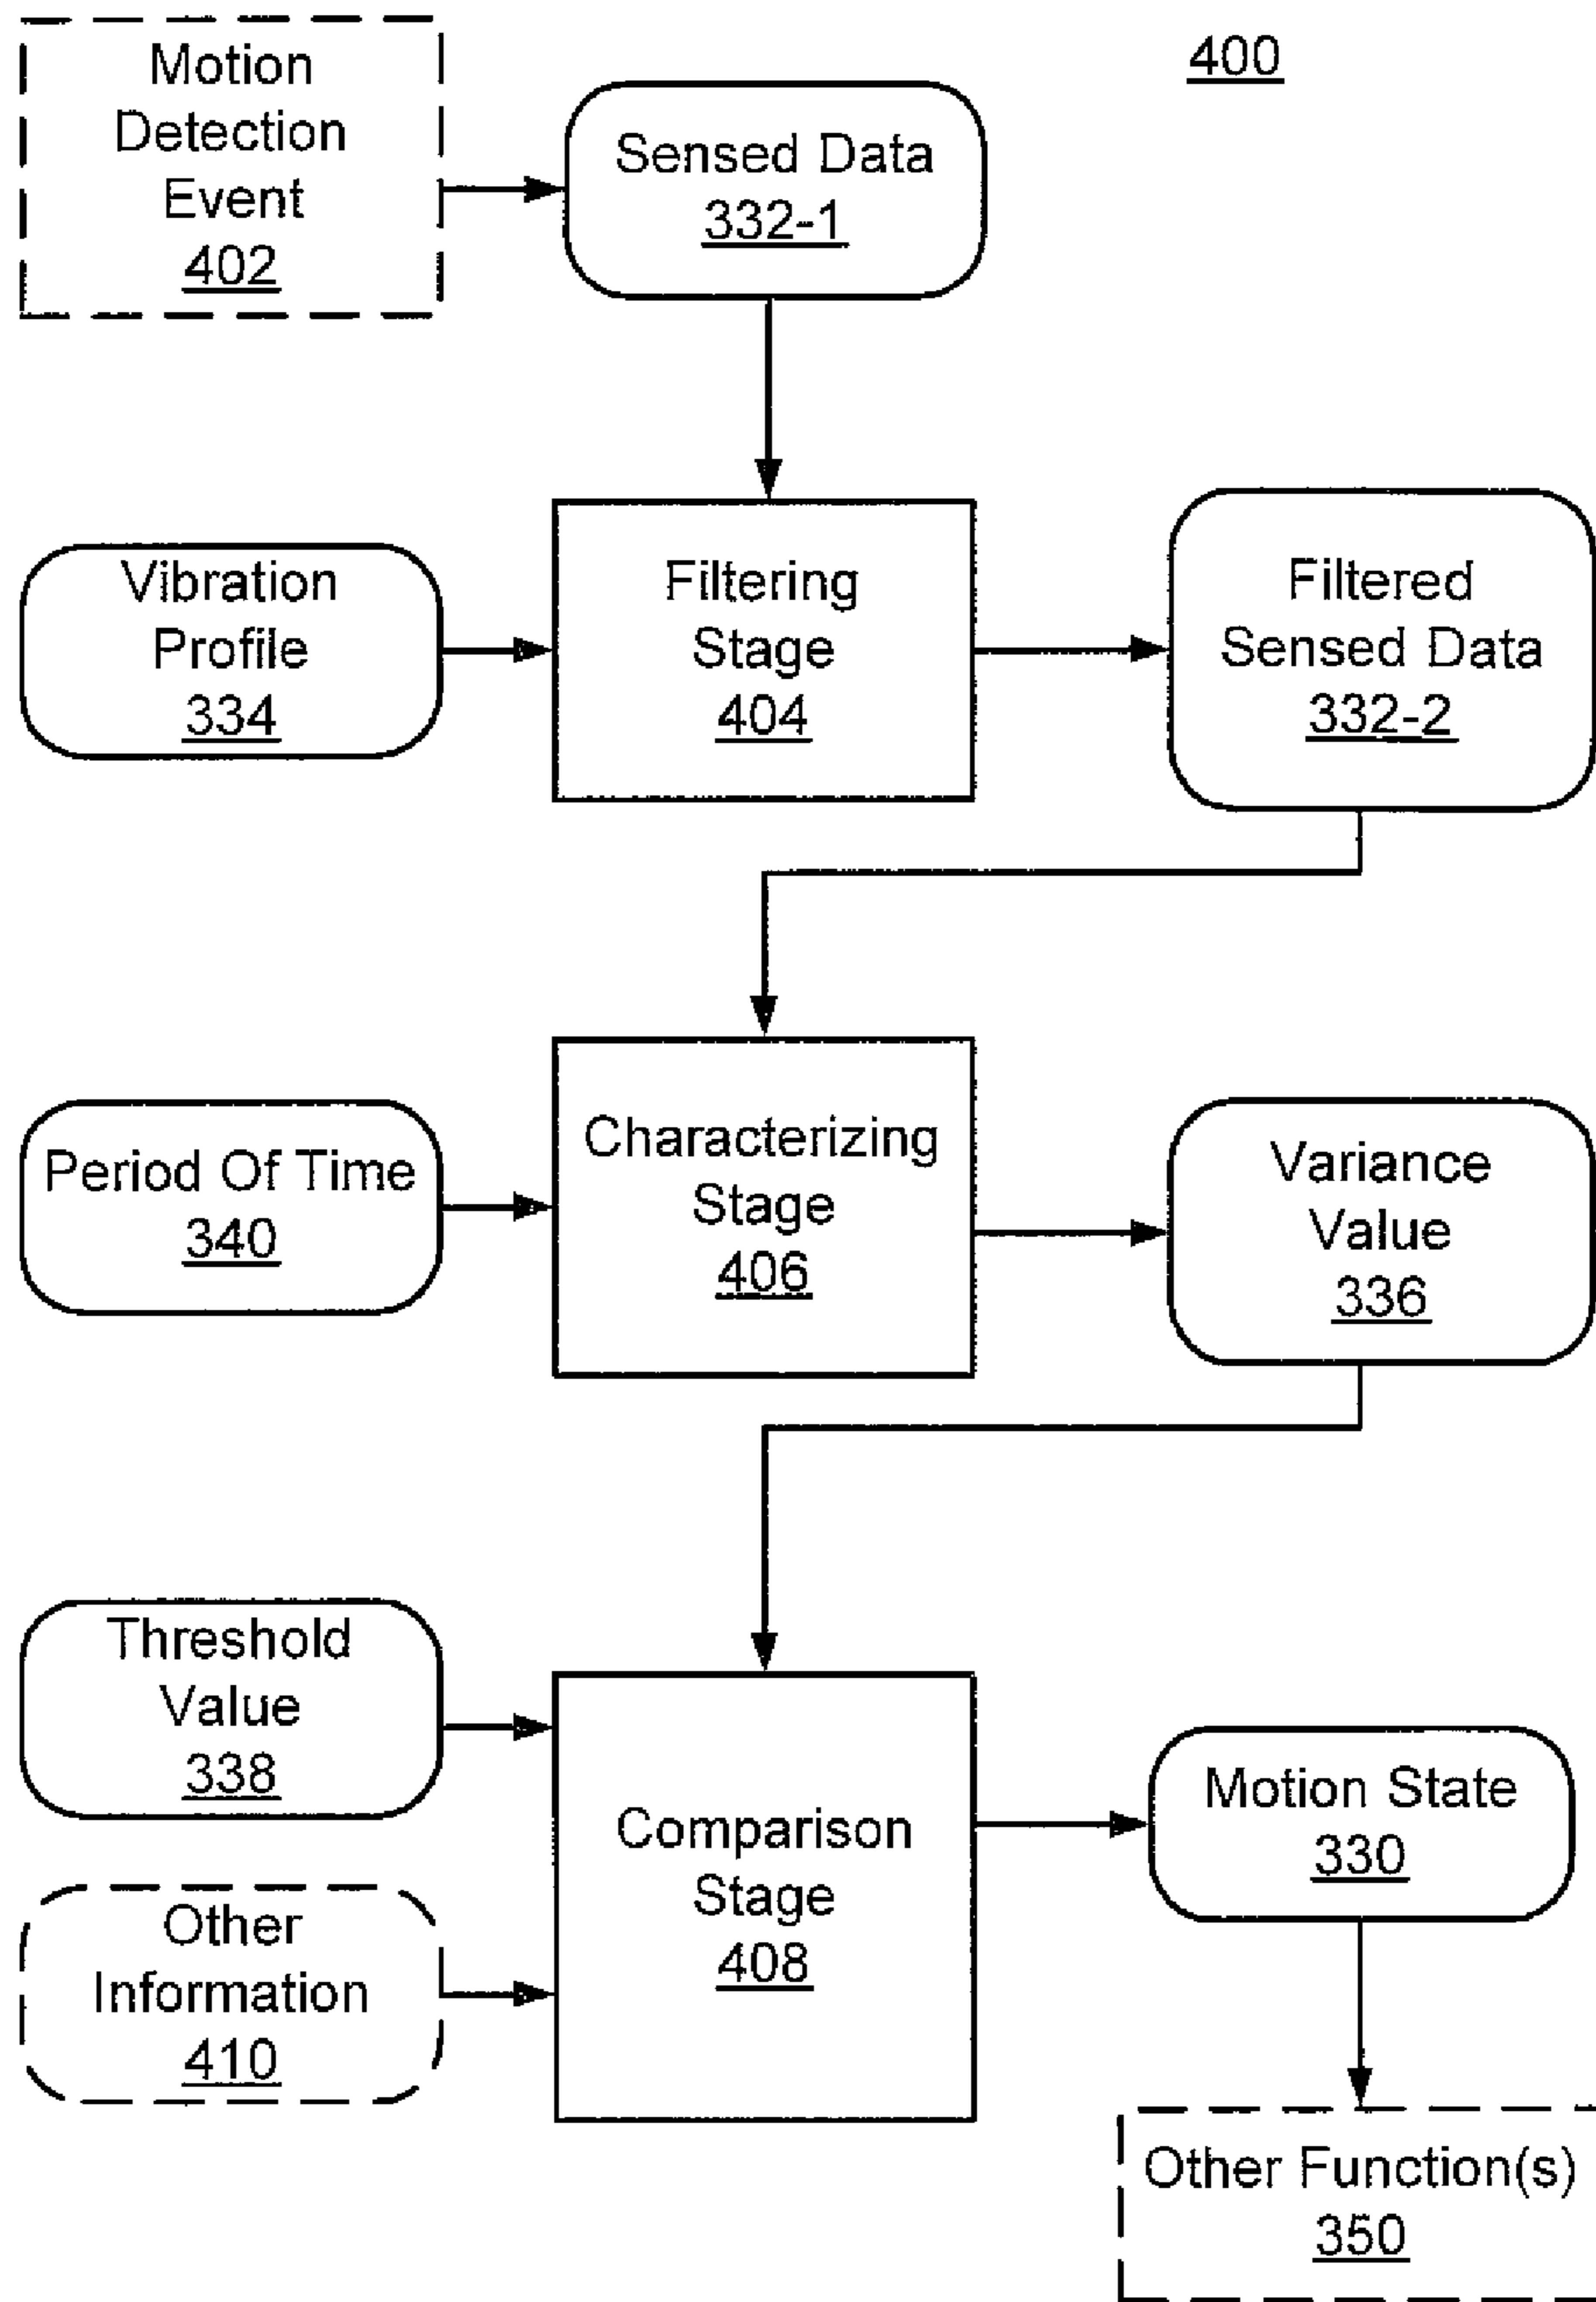 400
Motion
Detection
Event
402
Sensed Data
332-1
Vibration
Profile
334
Filtering
Stage
404
Filtered
Sensed Data
332-2
Period Of Time
340
Characterizing
Stage
406
Variance
Value
336
Threshold
Value
338
Other
Information
410
Comparison
Stage
408
Motion State
330
Other Function(s)
350